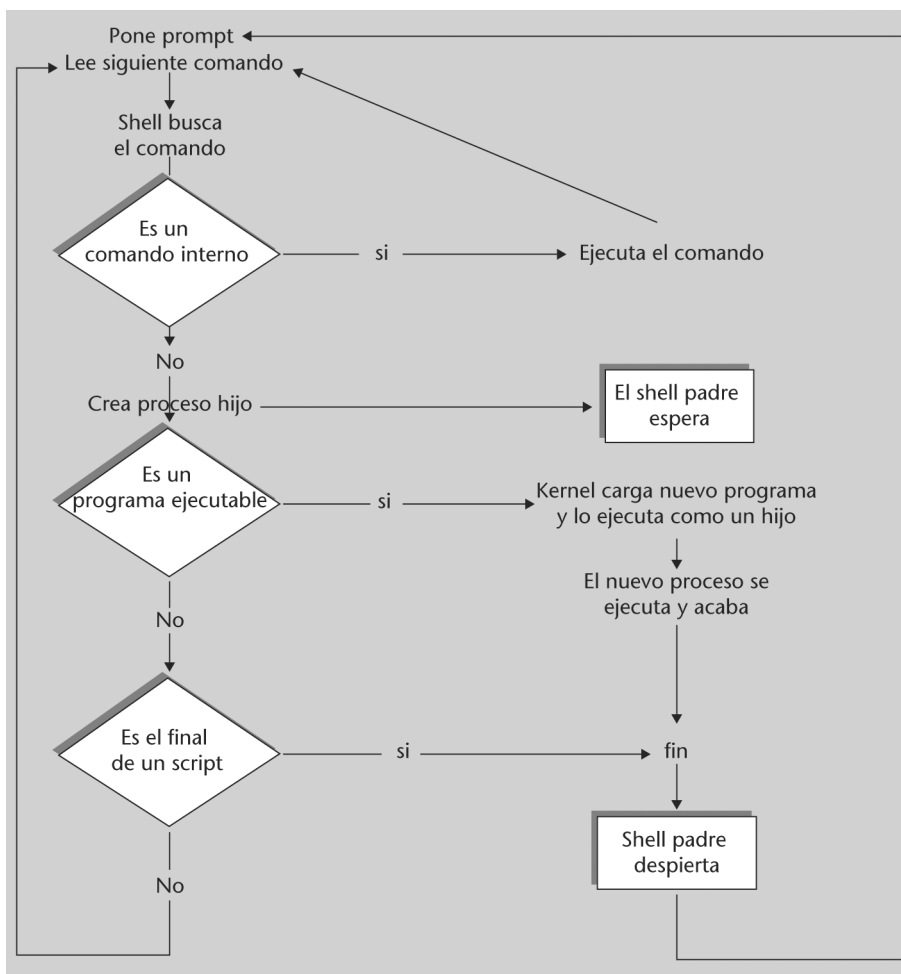 Pone prompt
Lee siguiente comando
Shell busca
el comando
Es un
comando interno
si
Ejecuta el comando
No
Crea proceso hijo
El shell padre
espera
Es un
programa ejecutable
si
Kernel carga nuevo programa
y lo ejecuta como un hijo
El nuevo proceso se
ejecuta y acaba
No
Es el final
de un script
si
fin
Shell padre
despierta
No